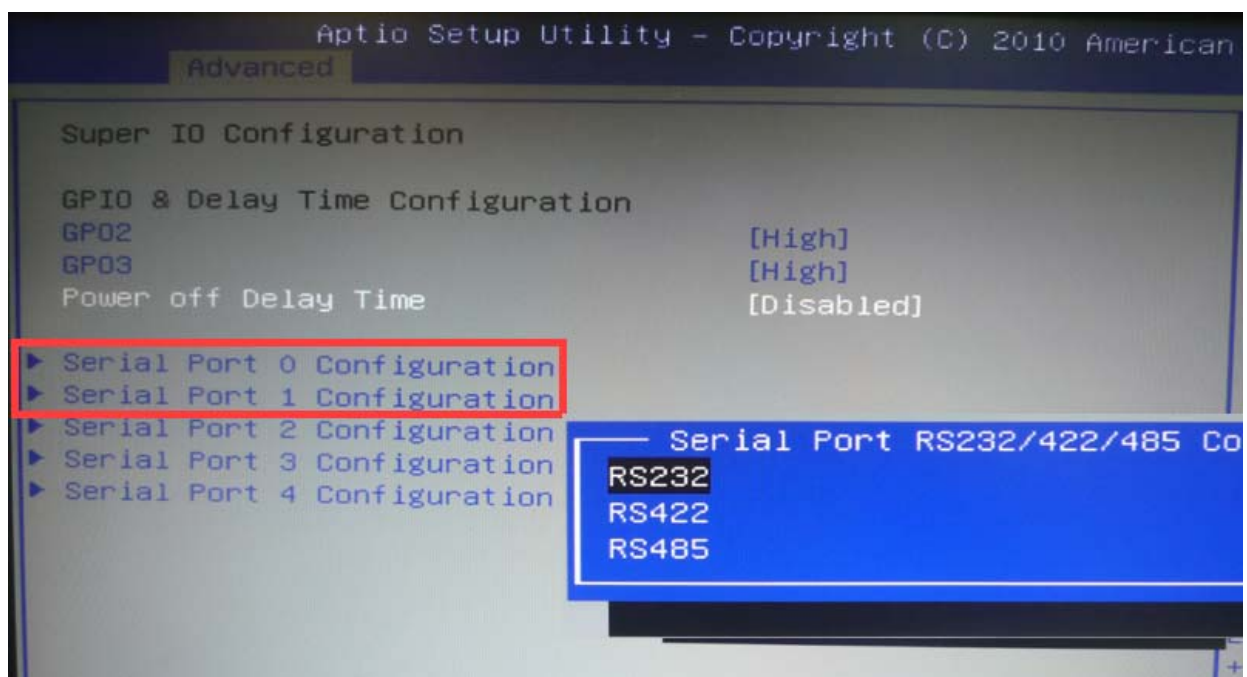 Aptio Setup Utility – Copyright (C) 2010 American
Advanced
Super IO Configuration
GPIO & Delay Time Configuration
GPO2 [High]
GPO3 [High]
Power off Delay Time [Disabled]
Serial Port 0 Configuration
Serial Port 1 Configuration
Serial Port 2 Configuration
Serial Port 3 Configuration
Serial Port 4 Configuration
Serial Port RS232/422/485 Co
RS232
RS422
RS485
+